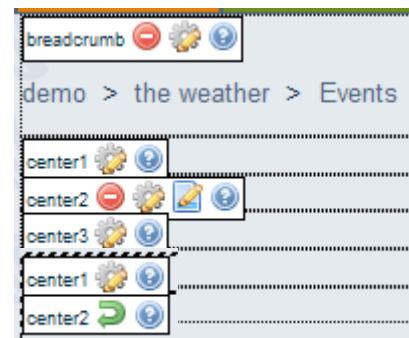 breadcrumb
demo > the weather > Events
center1
center2
center3
center1
center2